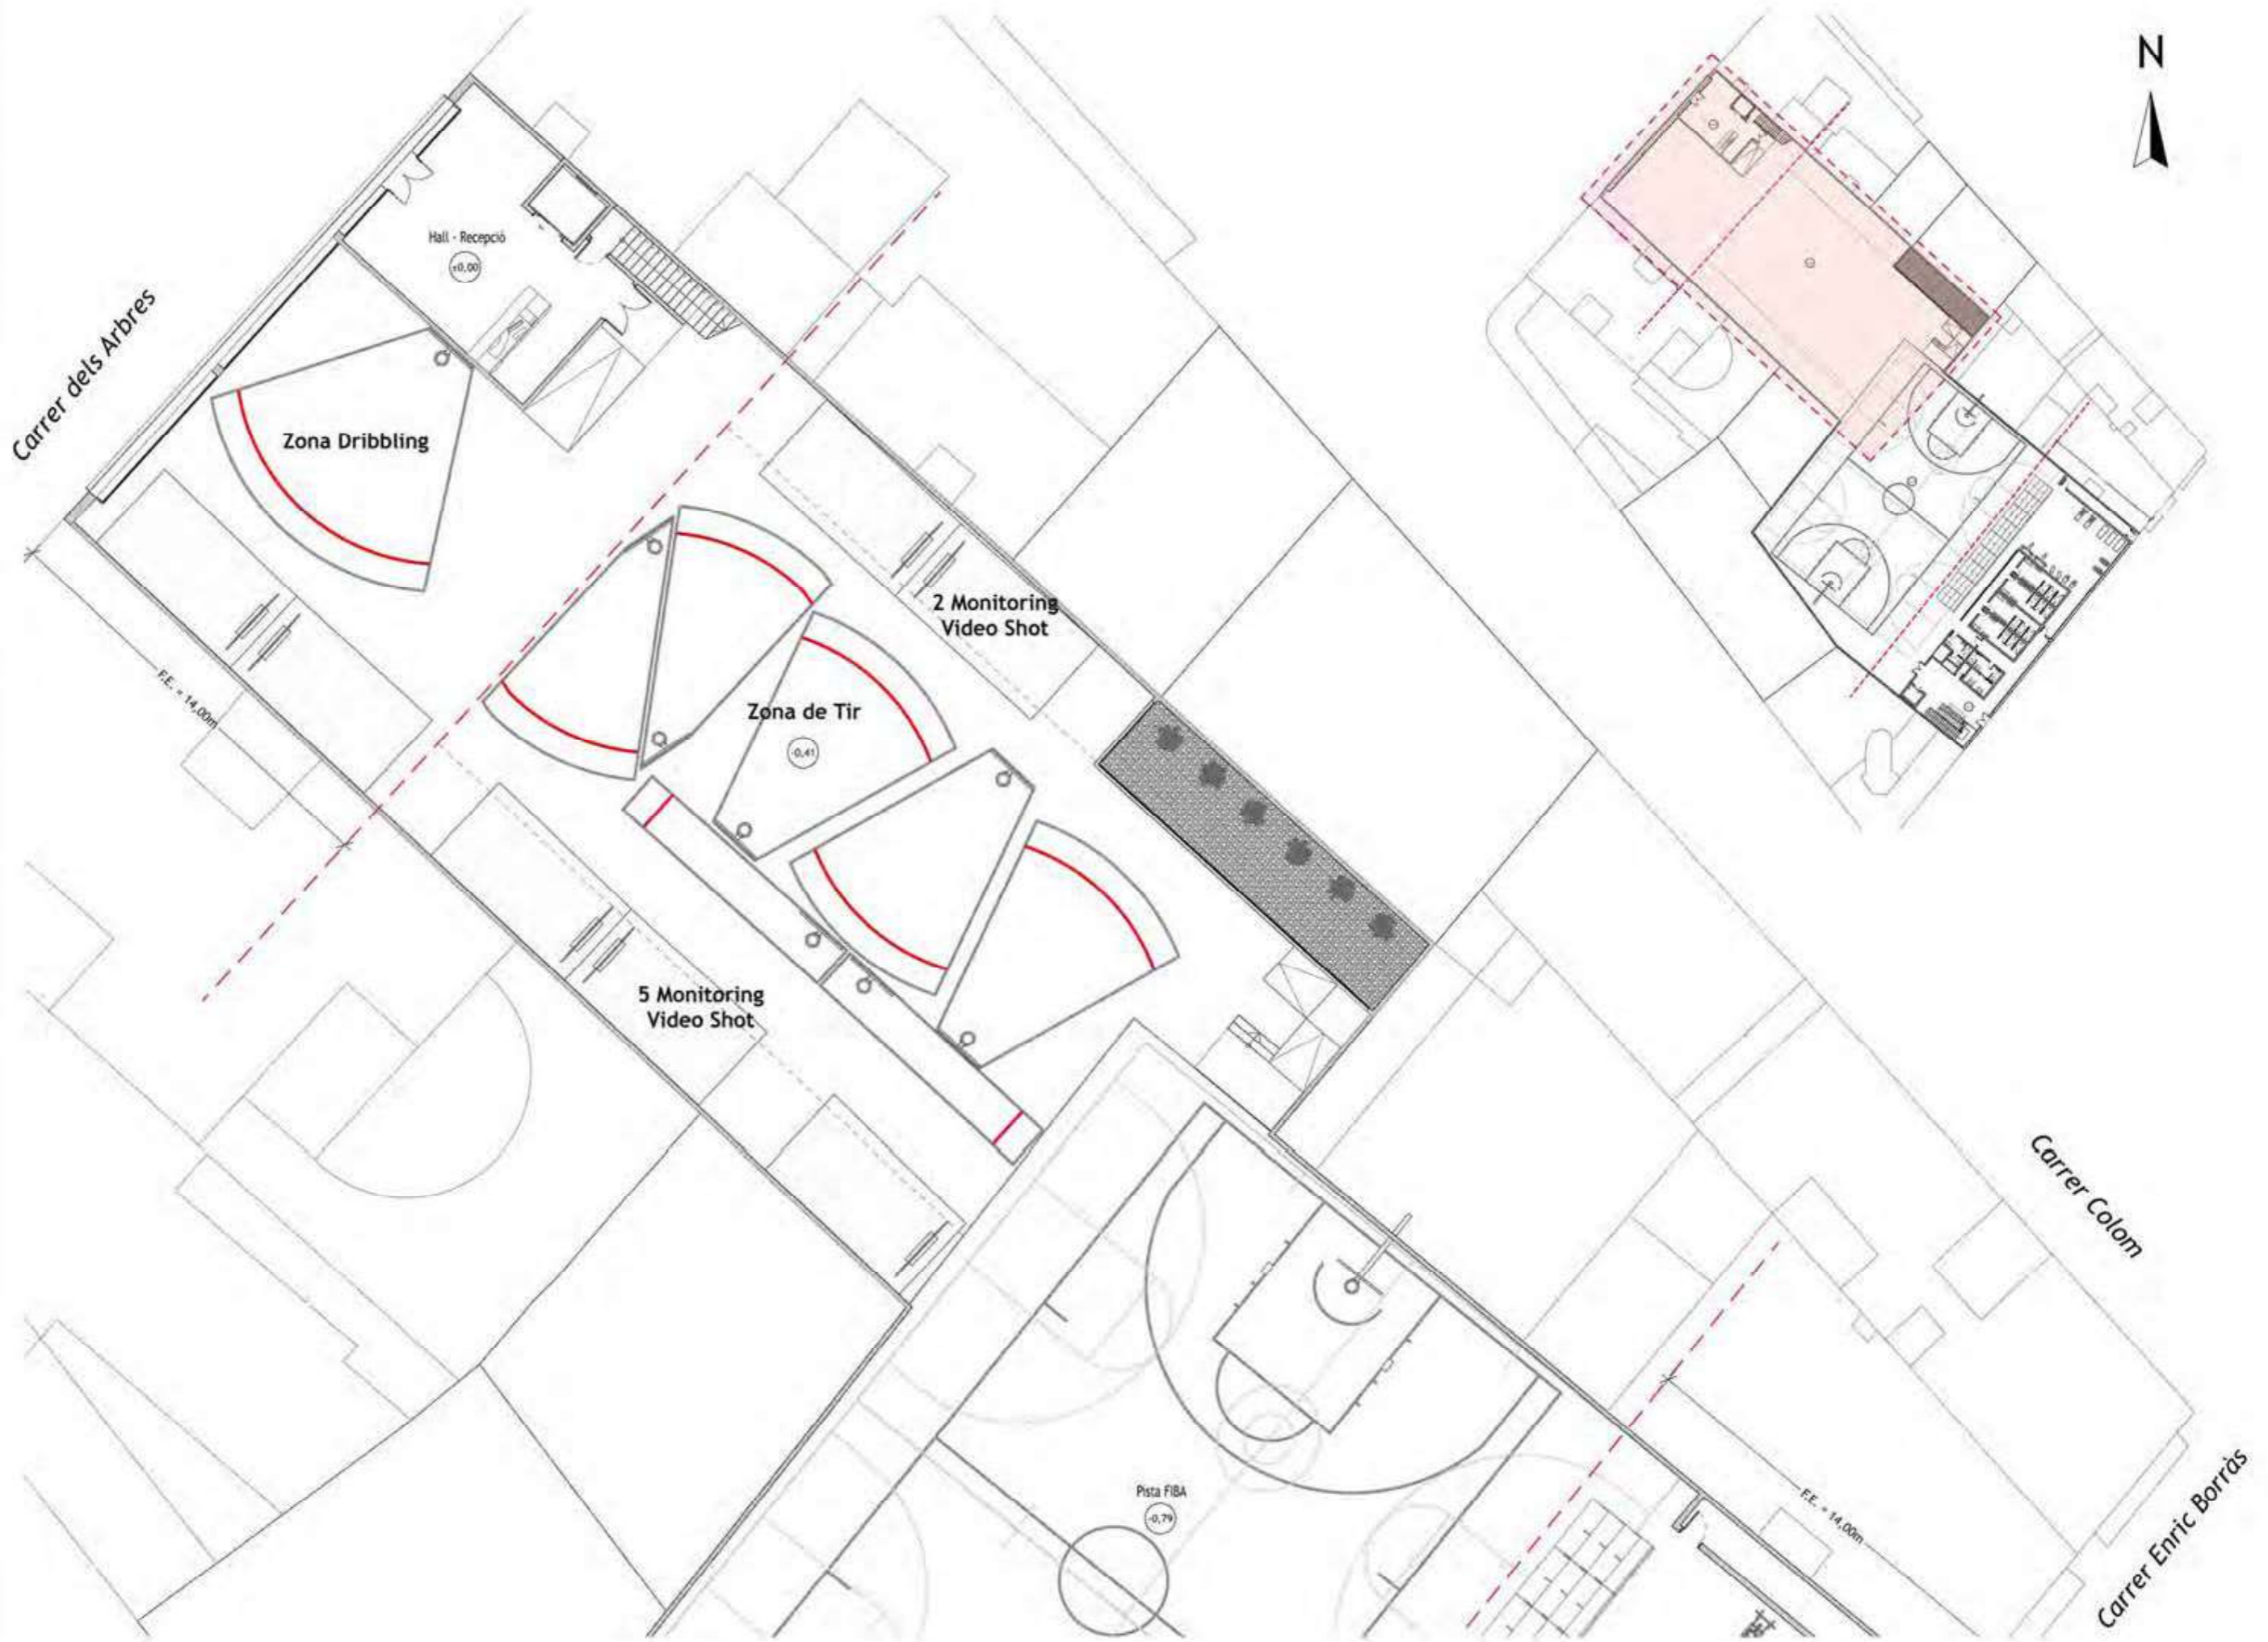 N
Hall - Recepció
±0,00
Carrer dels Arbres
Zona Dribbling
2 Monitoring
Video Shot
F.E. = 14,00m
Zona de Tir
-0,41
5 Monitoring
Video Shot
Carrer Colom
Pista FIBA
-0,79
F.E. = 14,00m
Carrer Enric Borràs